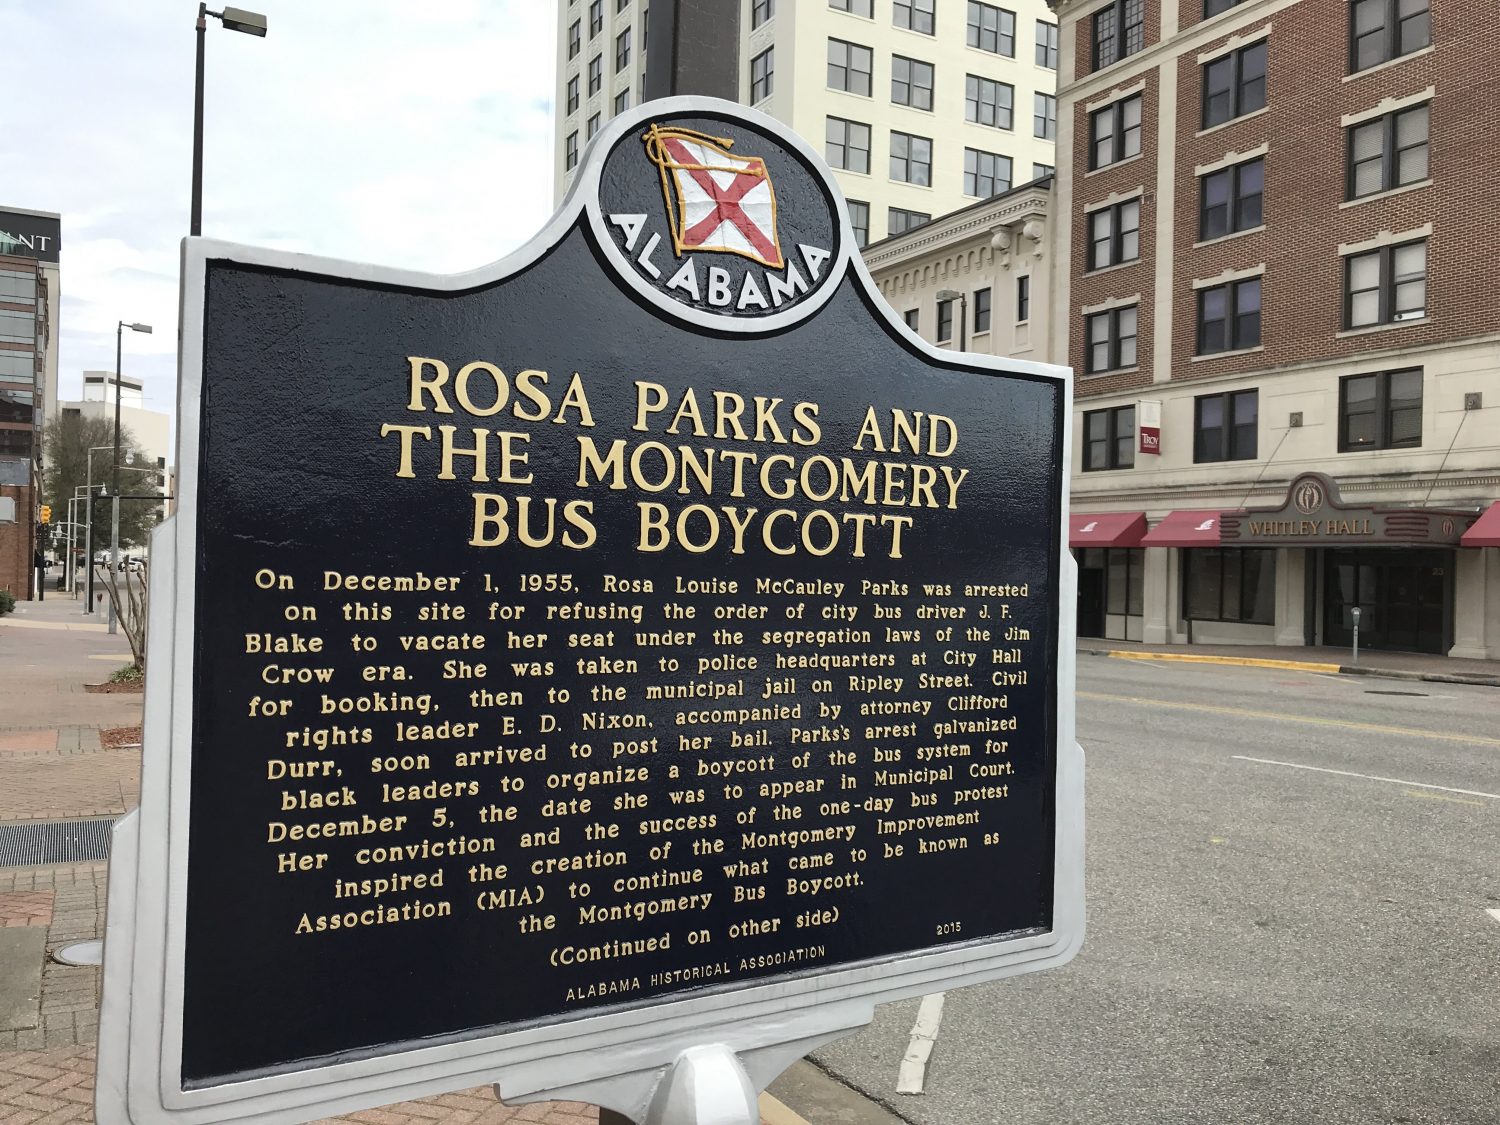 ANT
ALABAMA
ROSA PARKS AND
THE MONTGOMERY
BUS BOYCOTT
On December 1, 1955, Rosa Louise McCauley Parks was arrested
on this site for refusing the order of city bus driver J. F.
Blake to vacate her seat under the segregation laws of the Jim
Crow era. She was taken to police headquarters at City Hall
for booking, then to the municipal jail on Ripley Street. Civil
rights leader E. D. Nixon, accompanied by attorney Clifford
Durr, soon arrived to post her bail. Parks's arrest galvanized
black leaders to organize a boycott of the bus system for
December 5, the date she was to appear in Municipal Court.
Her conviction and the success of the one-day bus protest
inspired the creation of the Montgomery Improvement
Association (MIA) to continue what came to be known as
the Montgomery Bus Boycott.
(Continued on other side)
ALABAMA HISTORICAL ASSOCIATION
2015
TROY
WHITLEY HALL
23